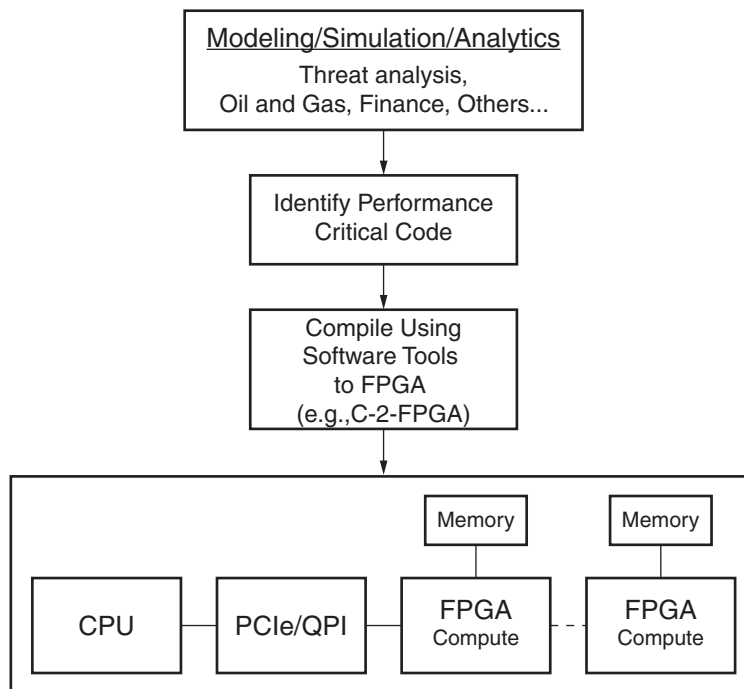 Modeling/Simulation/Analytics
Threat analysis,
Oil and Gas, Finance, Others...
Identify Performance
Critical Code
Compile Using
Software Tools
to FPGA
(e.g.,C-2-FPGA)
Memory
Memory
CPU
PCIe/QPI
FPGA
Compute
FPGA
Compute